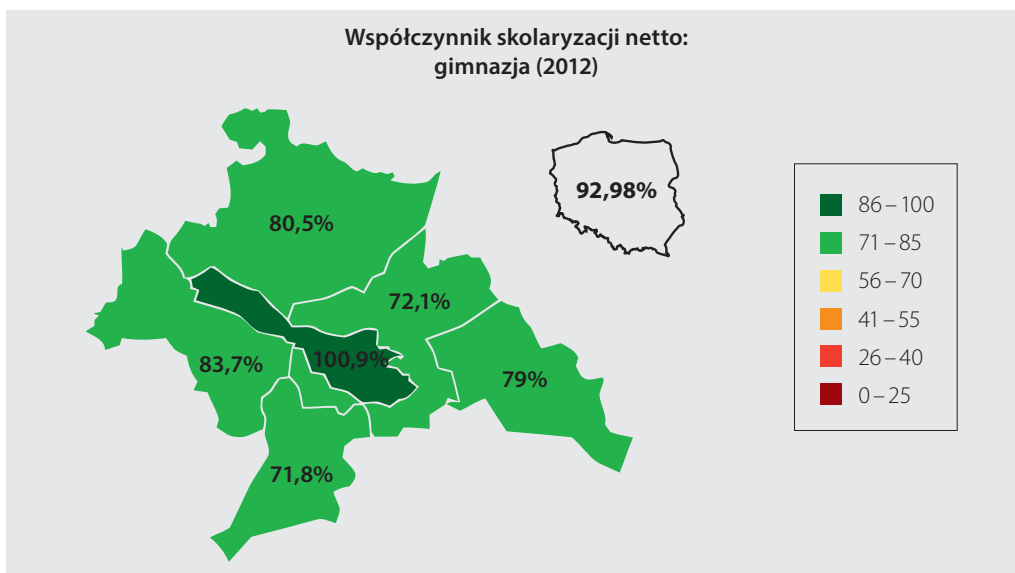 Współczynnik skolaryzacji netto:
gimnazja (2012)
92,98%
80,5%
72,1%
100,9%
83,7%
79%
71,8%
86 – 100
71 – 85
56 – 70
41 – 55
26 – 40
0 – 25